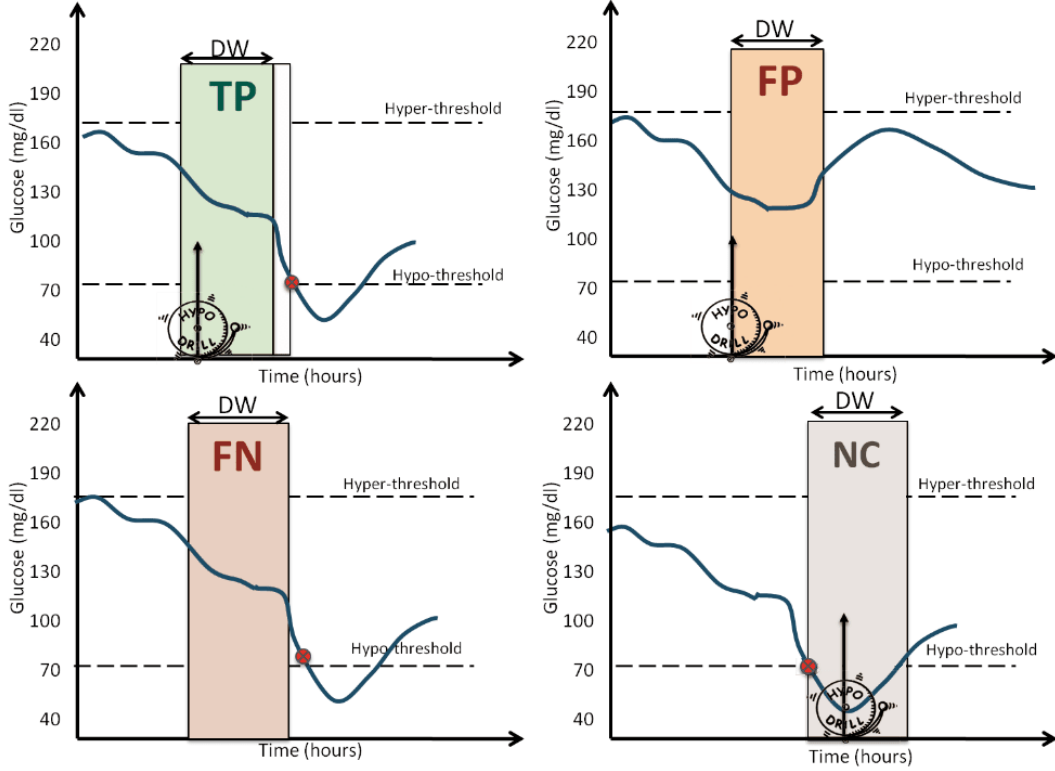 DW
TP
220
190
160
130
100
70
40
Glucose (mg/dl)
Hyper-threshold
Hypo-threshold
HYPO
DRILL
Time (hours)
DW
FP
220
190
160
130
100
70
40
Glucose (mg/dl)
Hyper-threshold
Hypo-threshold
HYPO
DRILL
Time (hours)
DW
FN
220
190
160
130
100
70
40
Glucose (mg/dl)
Hyper-threshold
Hypo-threshold
Time (hours)
DW
NC
220
190
160
130
100
70
40
Glucose (mg/dl)
Hyper-threshold
Hypo-threshold
HYPO
DRILL
Time (hours)